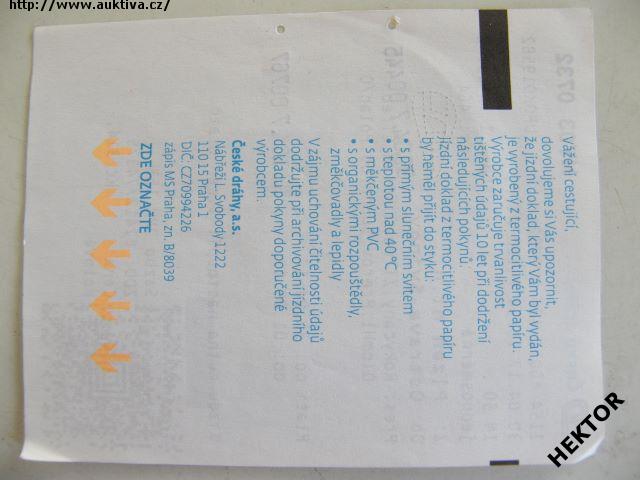 http://www.auktiva.cz/
Vážení cestující,
dovolujeme si Vás upozornit,
že jízdní doklad, který Vám byl vydán,
je vyrobený z termocitlivého papíru.
Výrobce zaručuje trvanlivost
tištěných údajů 10 let při dodržení
následujících pokynů.
Jízdní doklad z termocitlivého papíru
by neměl přijít do styku:
• s přímým slunečním svitem
• s teplotou nad 40 °C
• s měkčeným PVC
• s organickými rozpouštědly,
změkčovadly a lepidly
V zájmu uchování čitelnosti údajů
dodržujte při archivování jízdního
dokladu pokyny doporučené
výrobcem.
České dráhy, a.s.
Nábřeží L. Svobody 1222
110 15 Praha 1
DIČ: CZ70994226
zápis MS Praha, zn. B/8039
ZDE OZNAČTE
HEKTOR